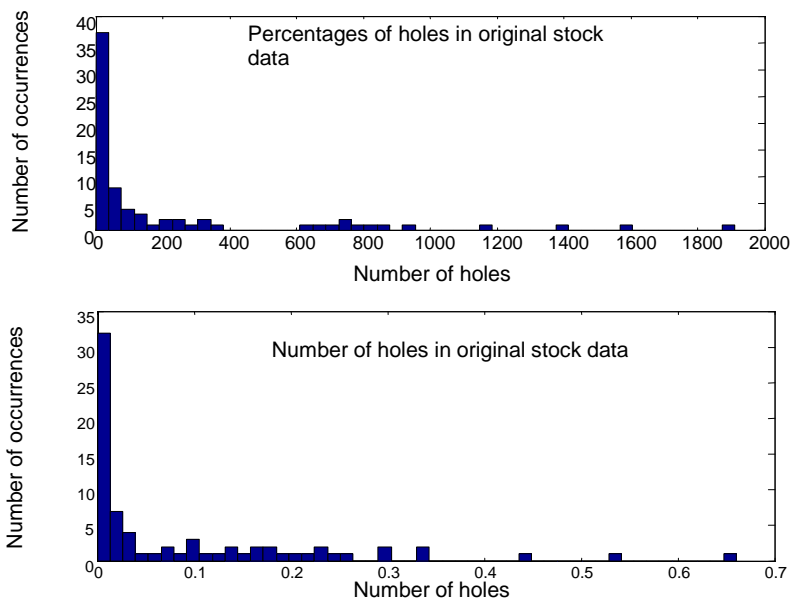 Percentages of holes in original stock
data
Number of occurrences
40
35
30
25
20
15
10
5
0
0 200 400 600 800 1000 1200 1400 1600 1800 2000
Number of holes
Number of holes in original stock data
Number of occurrences
35
30
25
20
15
10
5
0
0 0.1 0.2 0.3 0.4 0.5 0.6 0.7
Number of holes